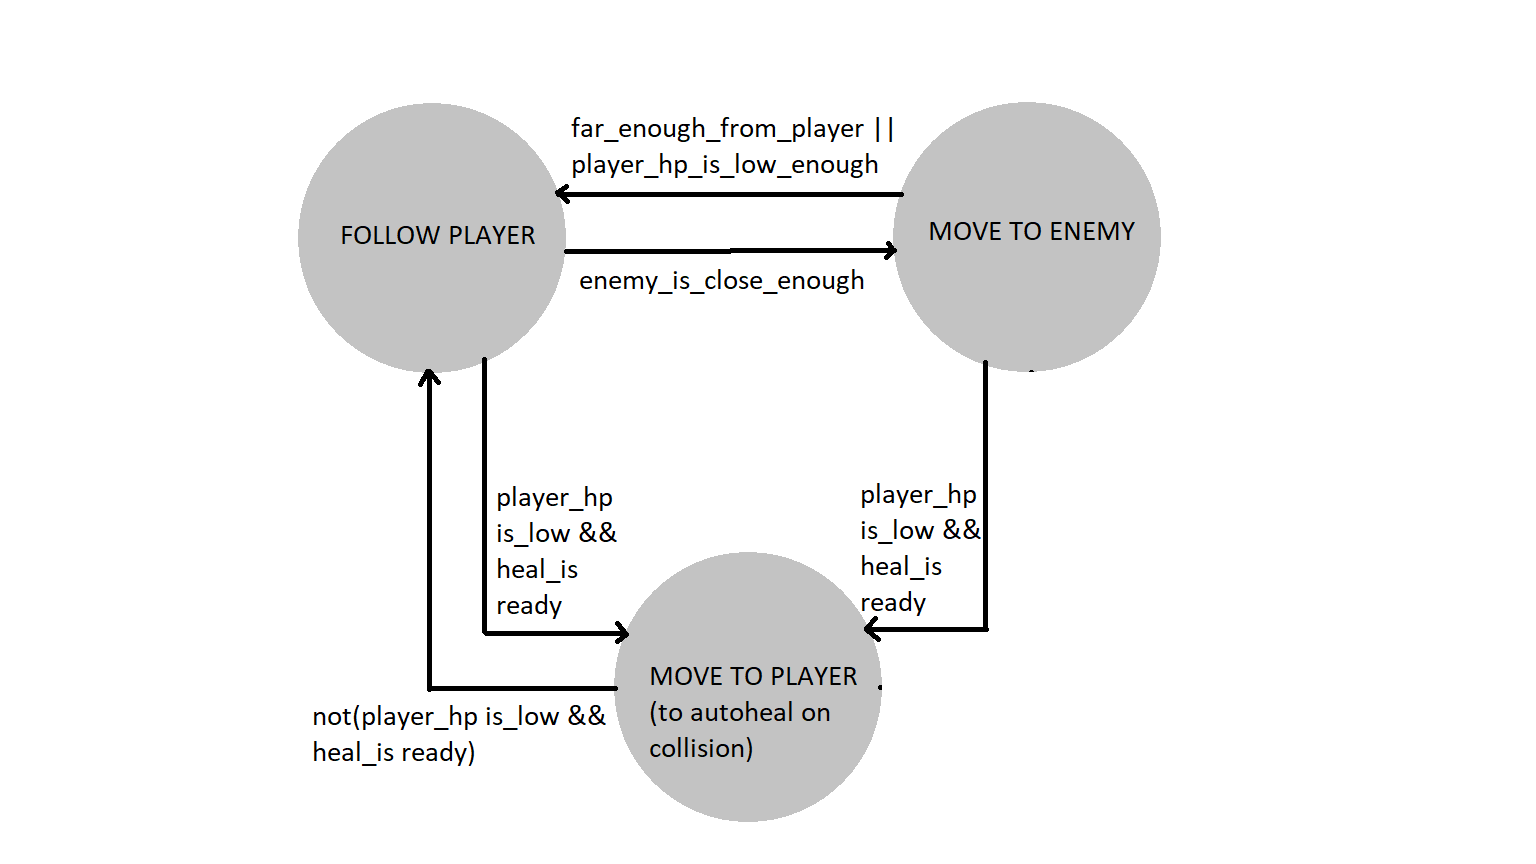 far_enough_from_player ||
player_hp_is_low_enough
FOLLOW PLAYER
MOVE TO ENEMY
enemy_is_close_enough
player_hp
is_low &&
heal_is
ready
player_hp
is_low &&
heal_is
ready
MOVE TO PLAYER
(to autoheal on
collision)
not(player_hp is_low &&
heal_is ready)